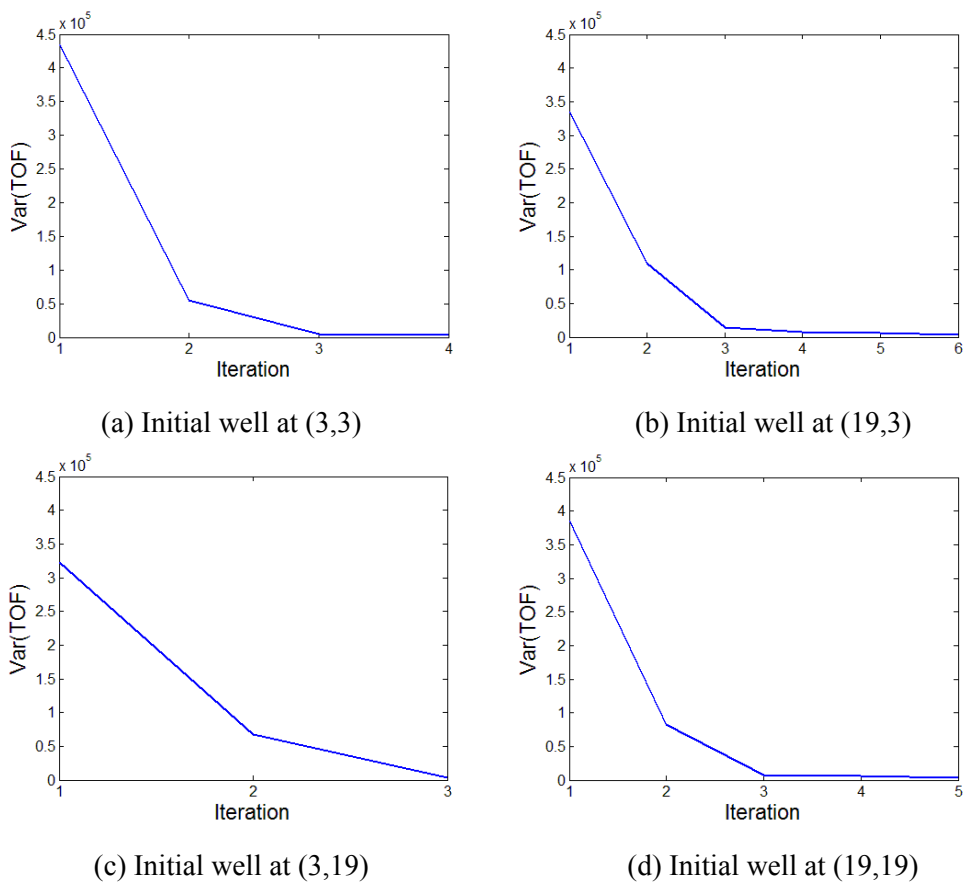 x 10^5
4.5
4
3.5
3
2.5
2
1.5
1
0.5
0
Var(TOF)
1 2 3 4
Iteration
(a) Initial well at (3,3)
x 10^5
4.5
4
3.5
3
2.5
2
1.5
1
0.5
0
Var(TOF)
1 2 3 4 5 6
Iteration
(b) Initial well at (19,3)
x 10^5
4.5
4
3.5
3
2.5
2
1.5
1
0.5
0
Var(TOF)
1 2 3
Iteration
(c) Initial well at (3,19)
x 10^5
4.5
4
3.5
3
2.5
2
1.5
1
0.5
0
Var(TOF)
1 2 3 4 5
Iteration
(d) Initial well at (19,19)